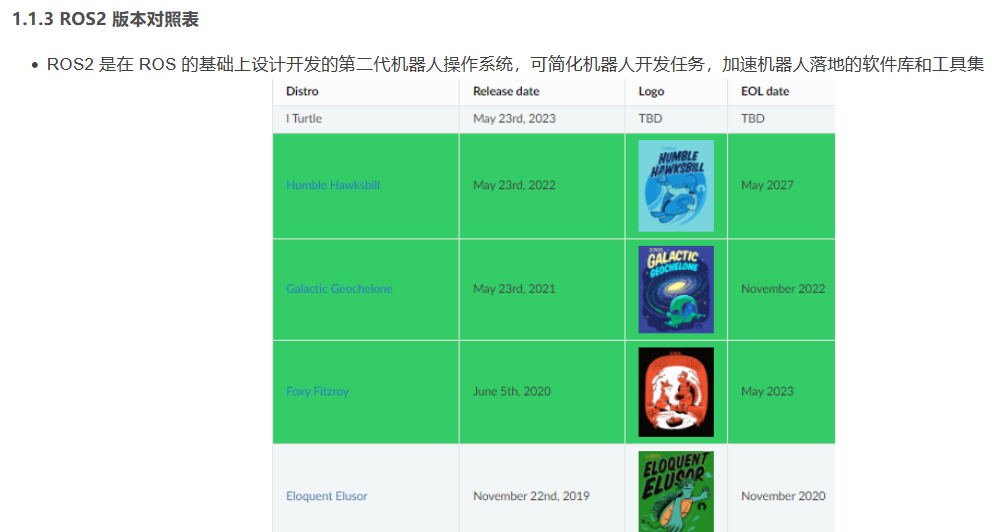 1.1.3 ROS2 版本对照表
• ROS2 是在 ROS 的基础上设计开发的第二代机器人操作系统，可简化机器人开发任务，加速机器人落地的软件库和工具集
Distro Release date Logo EOL date
I Turtle May 23rd, 2023 TBD TBD
HUMBLE
HAWKSBILL
Humble Hawksbill May 23rd, 2022 May 2027
GALACTIC
GEOCHELONE
Galactic Geochelone May 23rd, 2021 November 2022
Foxy Fitzroy June 5th, 2020 May 2023
ELOQUENT
ELUSOR
Eloquent Elusor November 22nd, 2019 November 2020